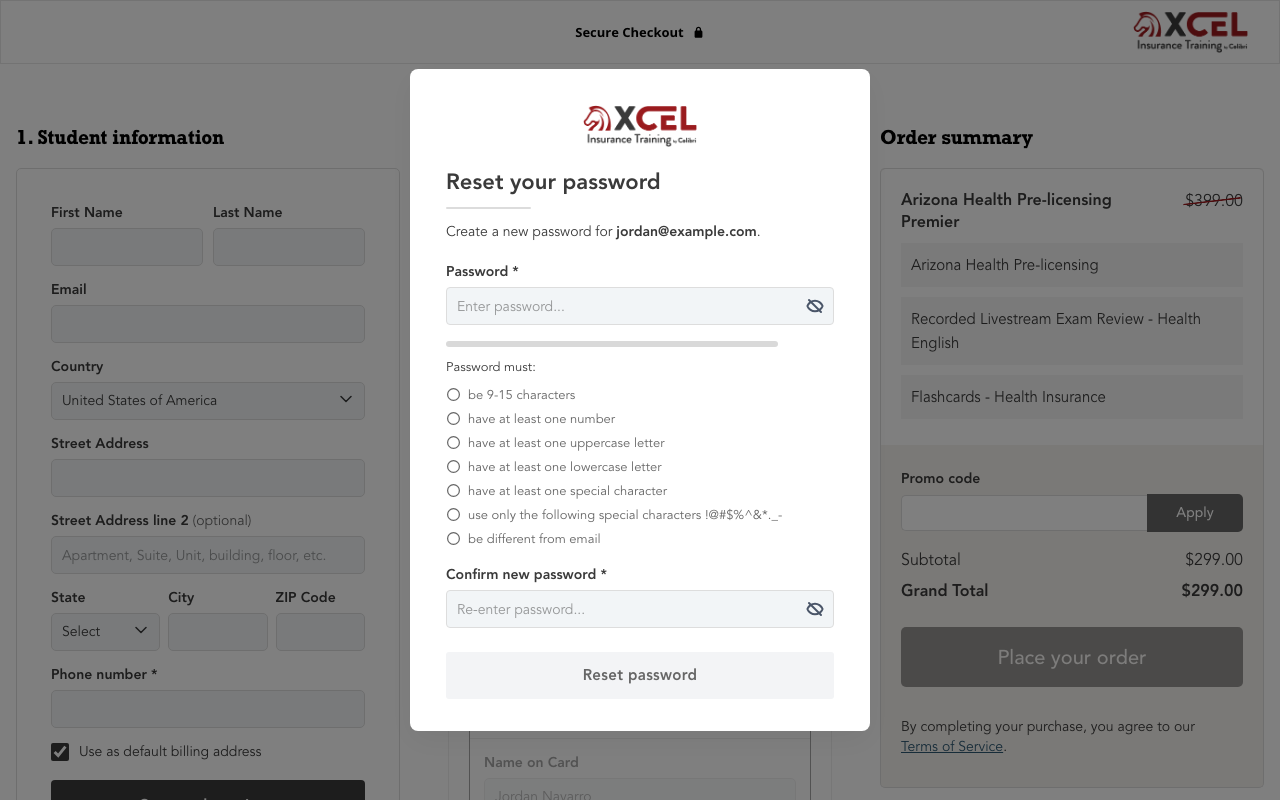 Secure Checkout
XCEL
Insurance Training by Colibri
1. Student information
First Name
Last Name
Email
Country
United States of America
Street Address
Street Address line 2 (optional)
Apartment, Suite, Unit, building, floor, etc.
State
City
ZIP Code
Select
Phone number *
Use as default billing address
XCEL
Insurance Training by Colibri
Reset your password
Create a new password for jordan@example.com.
Password *
Enter password...
Password must:
be 9-15 characters
have at least one number
have at least one uppercase letter
have at least one lowercase letter
have at least one special character
use only the following special characters !@#$%^&*._-
be different from email
Confirm new password *
Re-enter password...
Reset password
Name on Card
Jordan Navarro
Order summary
Arizona Health Pre-licensing
Premier
$399.00
Arizona Health Pre-licensing
Recorded Livestream Exam Review - Health
English
Flashcards - Health Insurance
Promo code
Apply
Subtotal
$299.00
Grand Total
$299.00
Place your order
By completing your purchase, you agree to our
Terms of Service.